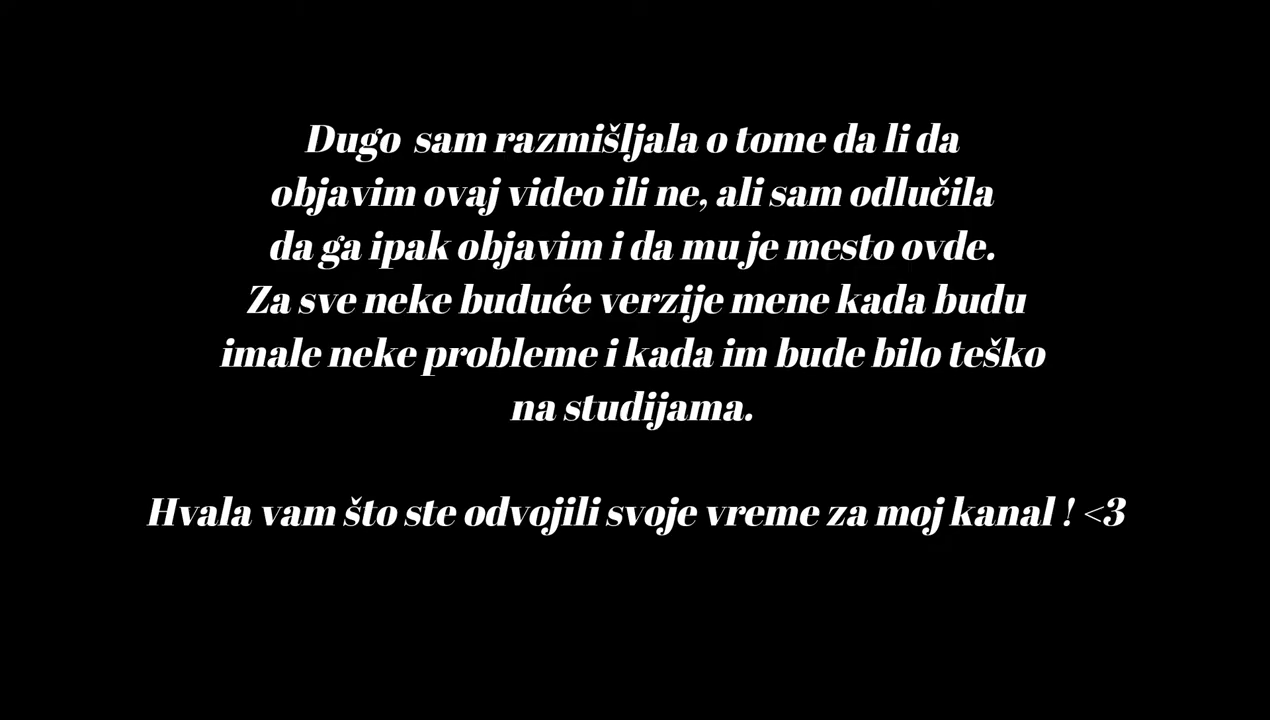 Dugo  sam razmišljala o tome da li da
objavim ovaj video ili ne, ali sam odlučila
da ga ipak objavim i da mu je mesto ovde.
Za sve neke buduće verzije mene kada budu
imale neke probleme i kada im bude bilo teško
na studijama.
Hvala vam što ste odvojili svoje vreme za moj kanal ! <3